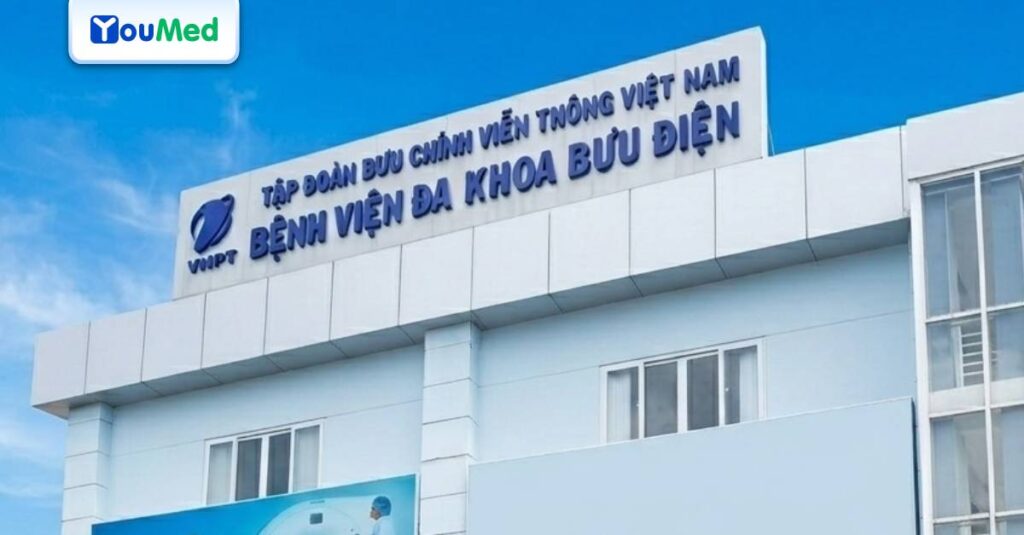 YouMed
TẬP ĐOÀN BƯU CHÍNH VIỄN THÔNG VIỆT NAM
BỆNH VIỆN ĐA KHOA BƯU ĐIỆN
VNPT